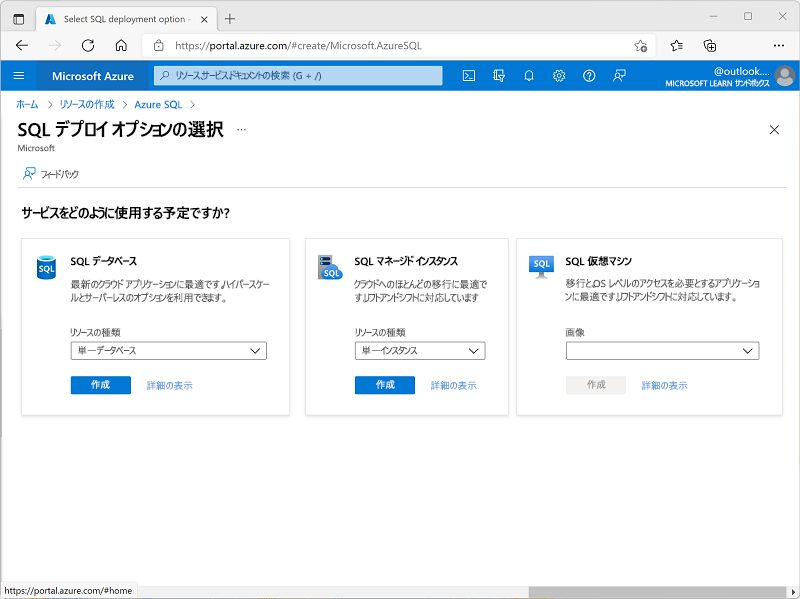 Select SQL deployment option -
https://portal.azure.com/#create/Microsoft.AzureSQL
Microsoft Azure
リソース、サービス、ドキュメントの検索 (G + /)
@outlook....
MICROSOFT LEARN サンドボックス
ホーム > リソースの作成 > Azure SQL >
SQL デプロイ オプションの選択 ...
Microsoft
フィードバック
サービスをどのように使用する予定ですか?
SQL
SQL データベース
最新のクラウド アプリケーションに最適です。ハイパースケー
ルとサーバーレスのオプションを利用できます。
リソースの種類
単一データベース
作成 詳細の表示
SQL
SQL マネージド インスタンス
クラウドへのほとんどの移行に最適で
す。リフトアンドシフトに対応しています
リソースの種類
単一インスタンス
作成 詳細の表示
SQL
SQL 仮想マシン
移行と、OS レベルのアクセスを必要とするアプリケーショ
ンに最適です。リフトアンドシフトに対応しています。
画像
作成 詳細の表示
https://portal.azure.com/#home